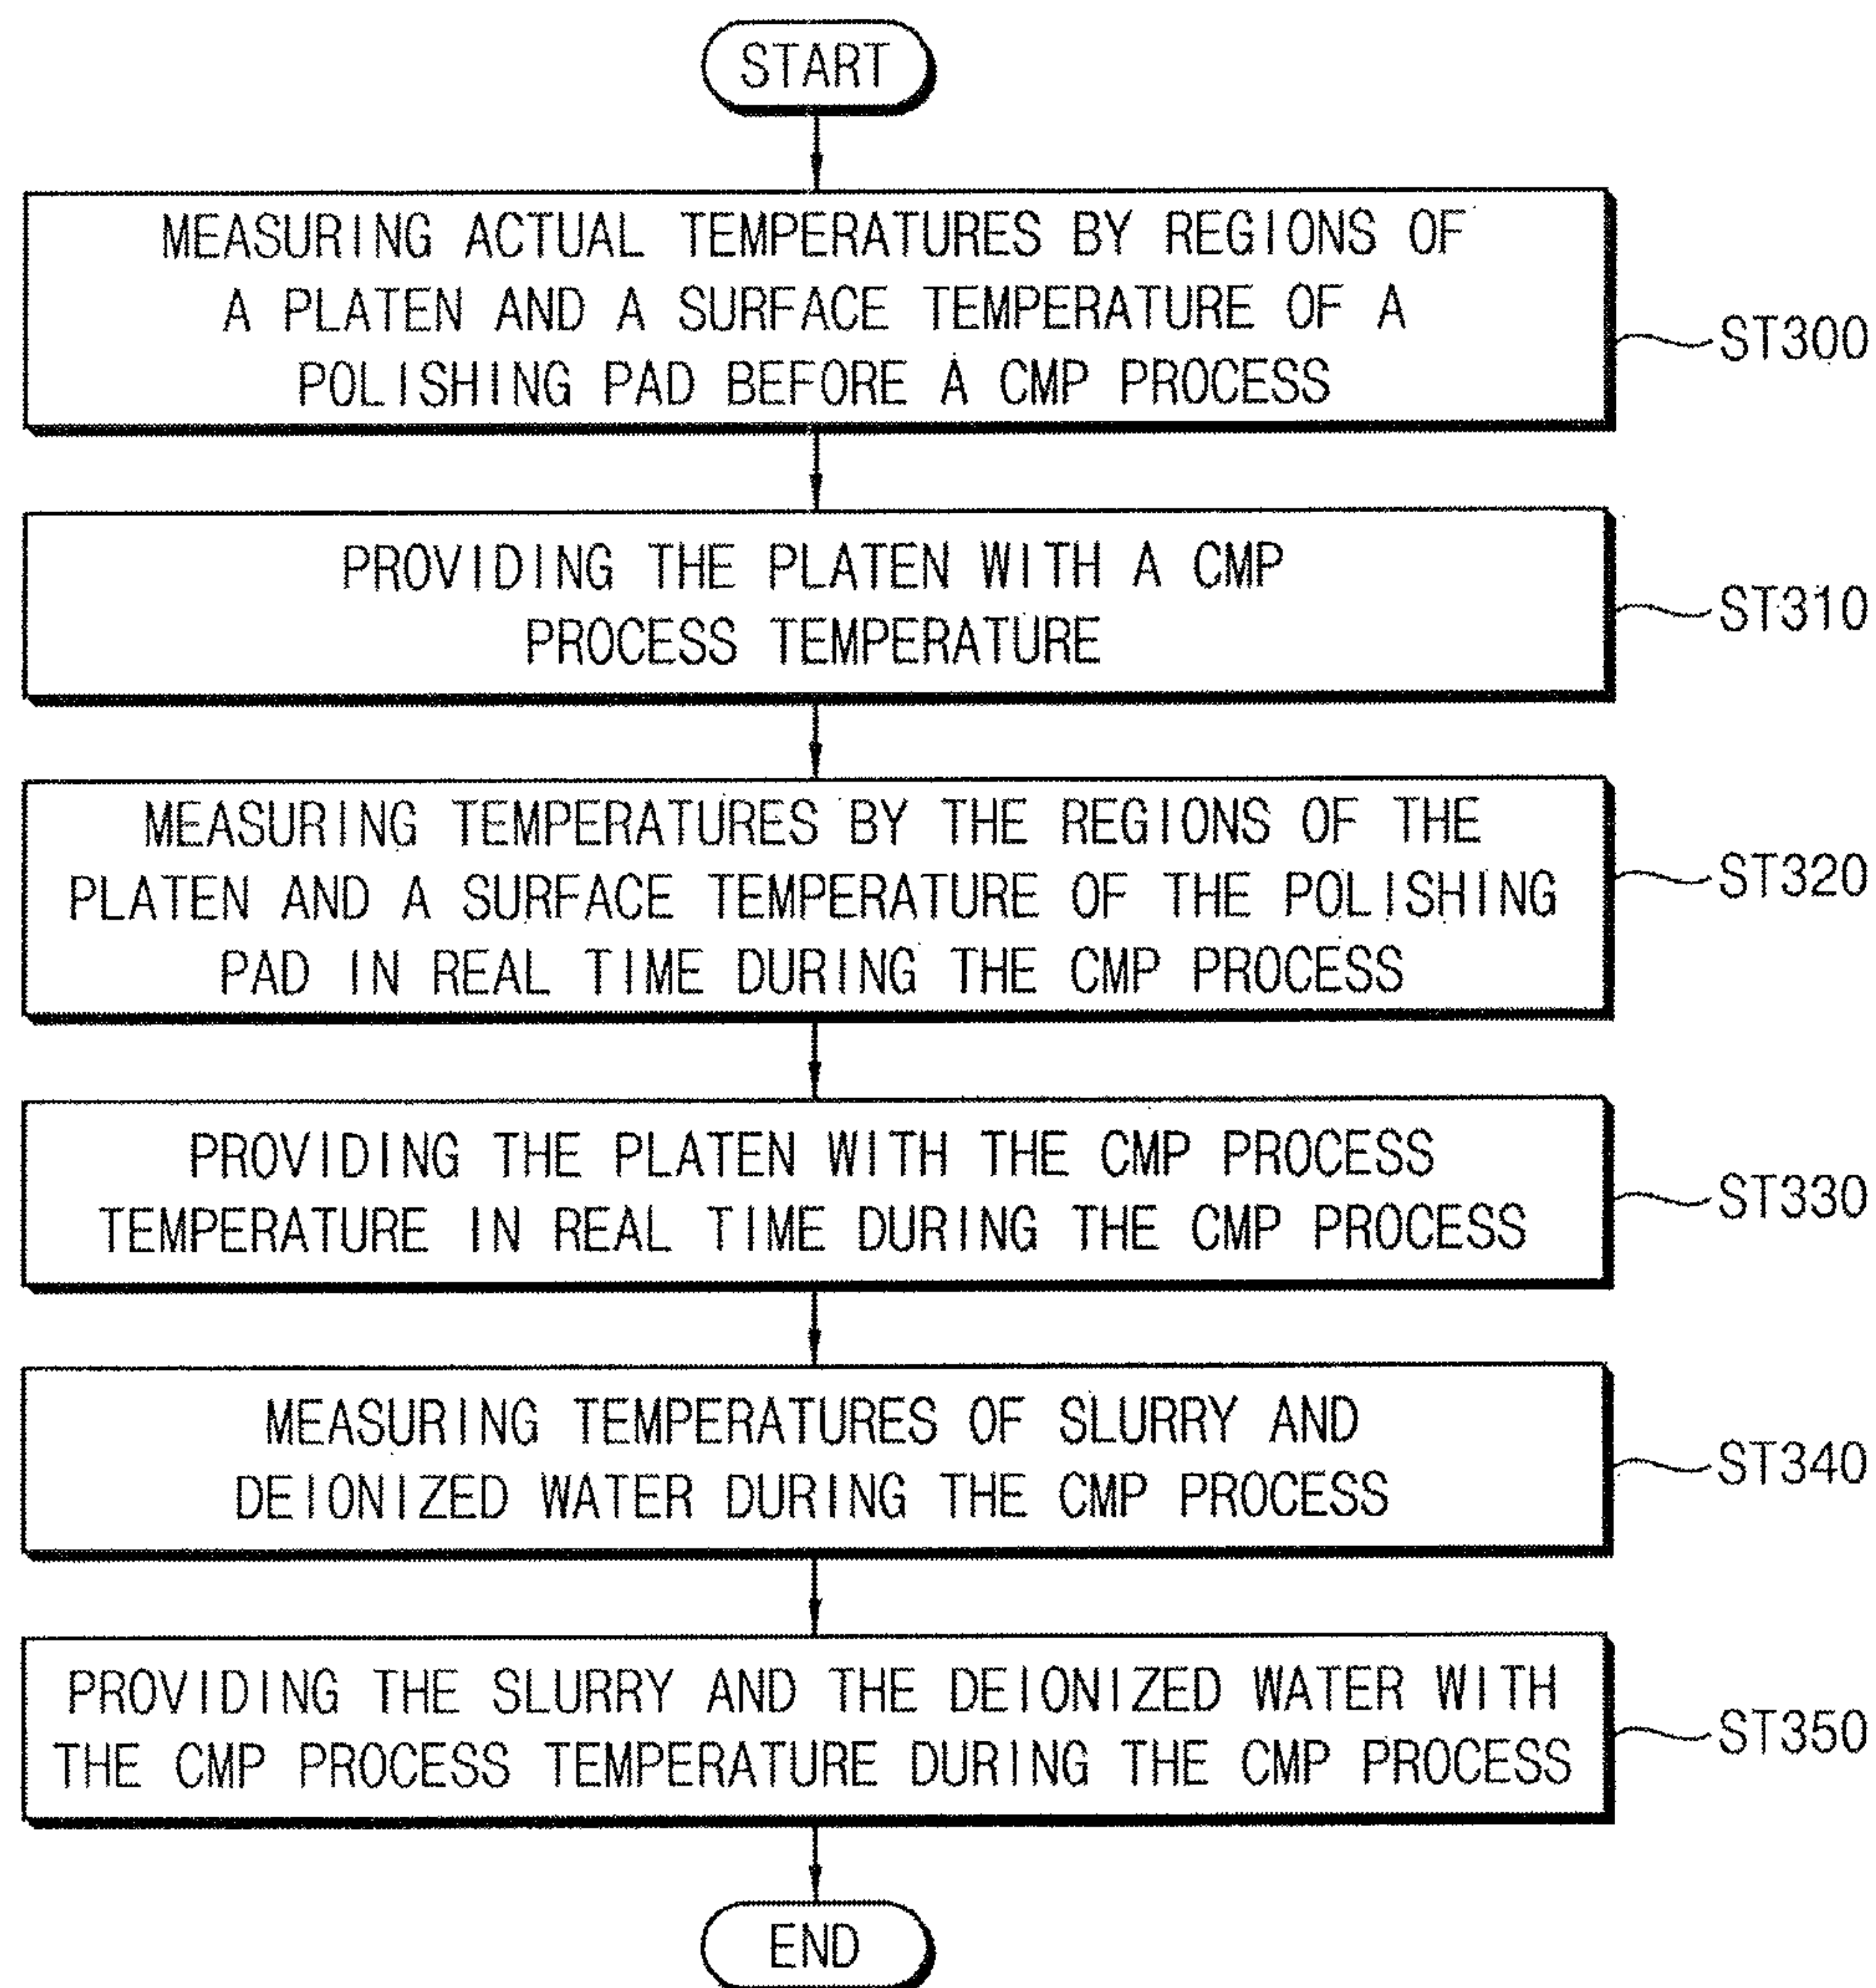 START
MEASURING ACTUAL TEMPERATURES BY REGIONS OF
A PLATEN AND A SURFACE TEMPERATURE OF A
POLISHING PAD BEFORE A CMP PROCESS
ST300
PROVIDING THE PLATEN WITH A CMP
PROCESS TEMPERATURE
ST310
MEASURING TEMPERATURES BY THE REGIONS OF THE
PLATEN AND A SURFACE TEMPERATURE OF THE POLISHING
PAD IN REAL TIME DURING THE CMP PROCESS
ST320
PROVIDING THE PLATEN WITH THE CMP PROCESS
TEMPERATURE IN REAL TIME DURING THE CMP PROCESS
ST330
MEASURING TEMPERATURES OF SLURRY AND
DEIONIZED WATER DURING THE CMP PROCESS
ST340
PROVIDING THE SLURRY AND THE DEIONIZED WATER WITH
THE CMP PROCESS TEMPERATURE DURING THE CMP PROCESS
ST350
END